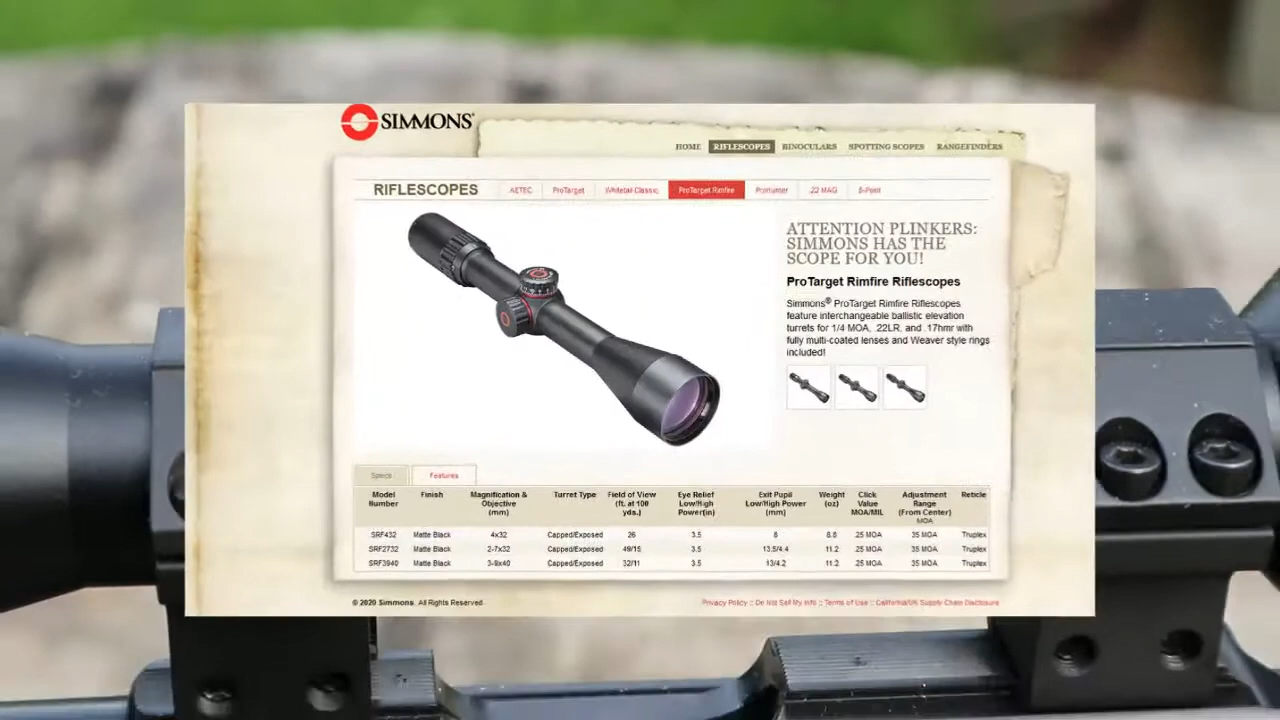 SIMMONS
HOME RIFLESCOPES BINOCULARS SPOTTING SCOPES RANGEFINDERS
RIFLESCOPES AETEC ProTarget Whitetail Classic ProTarget Rimfire ProHunter .22 MAG 8-Point
ATTENTION PLINKERS:
SIMMONS HAS THE
SCOPE FOR YOU!
ProTarget Rimfire Riflescopes
Simmons® ProTarget Rimfire Riflescopes
feature interchangeable ballistic elevation
turrets for 1/4 MOA, .22LR, and .17hmr with
fully multi-coated lenses and Weaver style rings
included!
Specs Features
Model Number Finish Magnification & Objective (mm) Turret Type Field of View (ft. at 100 yds.) Eye Relief Low/High Power(in) Exit Pupil Low/High Power (mm) Weight (oz) Click Value MOA/MIL Adjustment Range (From Center) MOA Reticle
SRF432 Matte Black 4x32 Capped/Exposed 26 3.5 8 8.8 .25 MOA 35 MOA Truplex
SRF2732 Matte Black 2-7x32 Capped/Exposed 49/15 3.5 13.5/4.4 11.2 .25 MOA 35 MOA Truplex
SRF3940 Matte Black 3-9x40 Capped/Exposed 32/11 3.5 13/4.2 11.2 .25 MOA 35 MOA Truplex
© 2020 Simmons. All Rights Reserved Privacy Policy :: Do Not Sell My Info :: Terms of Use :: California/UK Supply Chain Disclosure